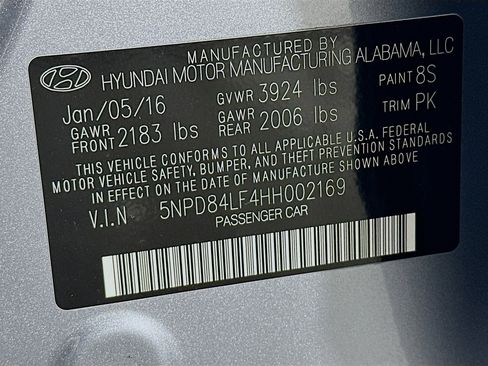 MANUFACTURED BY
HYUNDAI MOTOR MANUFACTURING ALABAMA, LLC
Jan/05/16 GVWR 3924 lbs PAINT 8S
GAWR FRONT 2183 lbs GAWR REAR 2006 lbs TRIM PK
THIS VEHICLE CONFORMS TO ALL APPLICABLE U.S.A. FEDERAL
MOTOR VEHICLE SAFETY, BUMPER, AND THEFT PREVENTION STANDARDS
IN EFFECT ON THE DATE OF MANUFACTURE SHOWN ABOVE.
V.I.N 5NPD84LF4HH002169
PASSENGER CAR